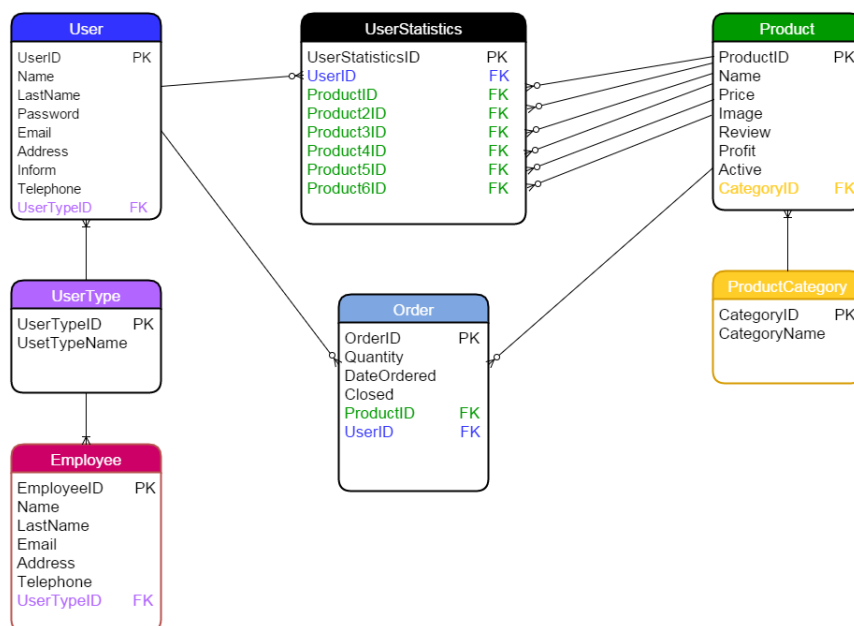 User
UserID PK
Name
LastName
Password
Email
Address
Inform
Telephone
UserTypeID FK
UserStatistics
UserStatisticsID PK
UserID FK
ProductID FK
Product2ID FK
Product3ID FK
Product4ID FK
Product5ID FK
Product6ID FK
Product
ProductID PK
Name
Price
Image
Review
Profit
Active
CategoryID FK
UserType
UserTypeID PK
UsetTypeName
Order
OrderID PK
Quantity
DateOrdered
Closed
ProductID FK
UserID FK
ProductCategory
CategoryID PK
CategoryName
Employee
EmployeeID PK
Name
LastName
Email
Address
Telephone
UserTypeID FK